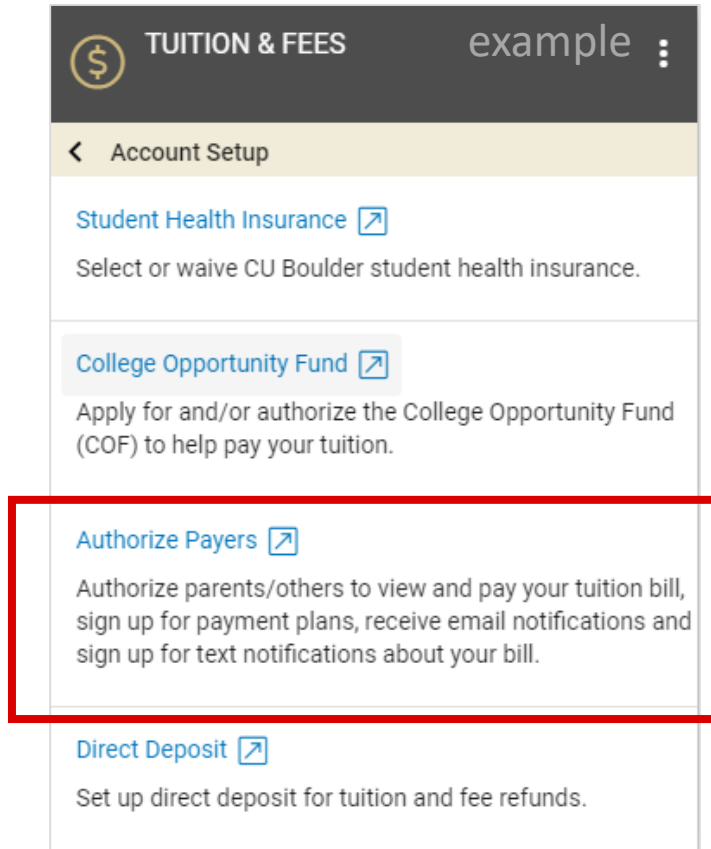 TUITION & FEES example
Account Setup
Student Health Insurance
Select or waive CU Boulder student health insurance.
College Opportunity Fund
Apply for and/or authorize the College Opportunity Fund
(COF) to help pay your tuition.
Authorize Payers
Authorize parents/others to view and pay your tuition bill,
sign up for payment plans, receive email notifications and
sign up for text notifications about your bill.
Direct Deposit
Set up direct deposit for tuition and fee refunds.